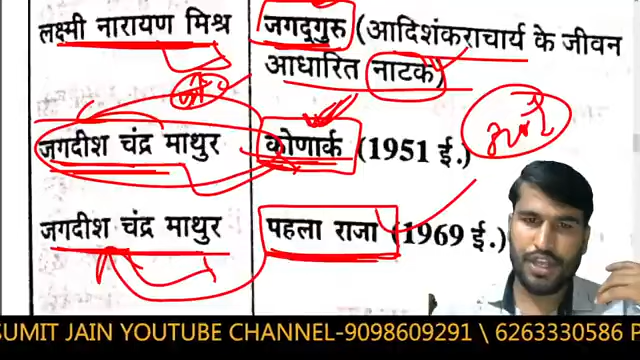 लक्ष्मी नारायण मिश्र
जगद्गुरु (आदिशंकराचार्य के जीवन
आधारित नाटक)
जगदीश चंद्र माथुर
कोणार्क (1951 ई.)
जगदीश चंद्र माथुर
पहला राजा (1969 ई.)
SUMIT JAIN YOUTUBE CHANNEL-9098609291 \ 6263330586 P